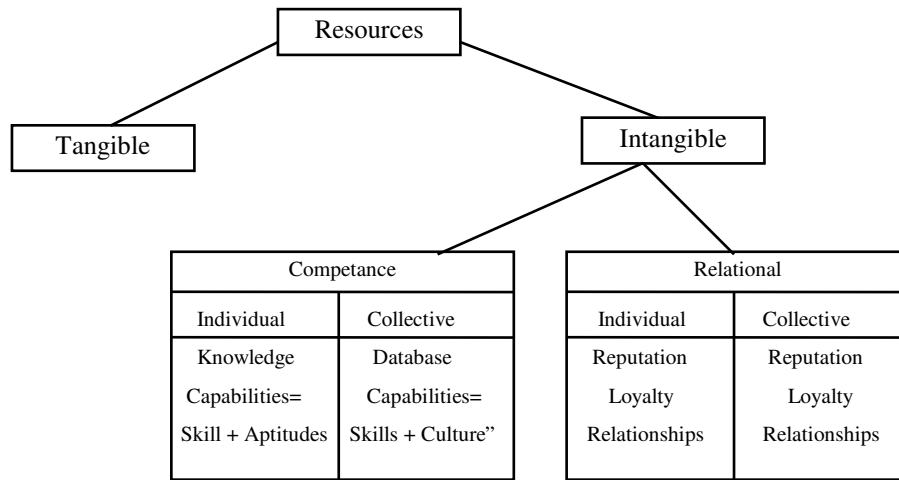 Resources
Tangible
Intangible
Competance
Individual
Collective
Knowledge
Database
Capabilities=
Capabilities=
Skill + Aptitudes
Skills + Culture”
Relational
Individual
Collective
Reputation
Reputation
Loyalty
Loyalty
Relationships
Relationships